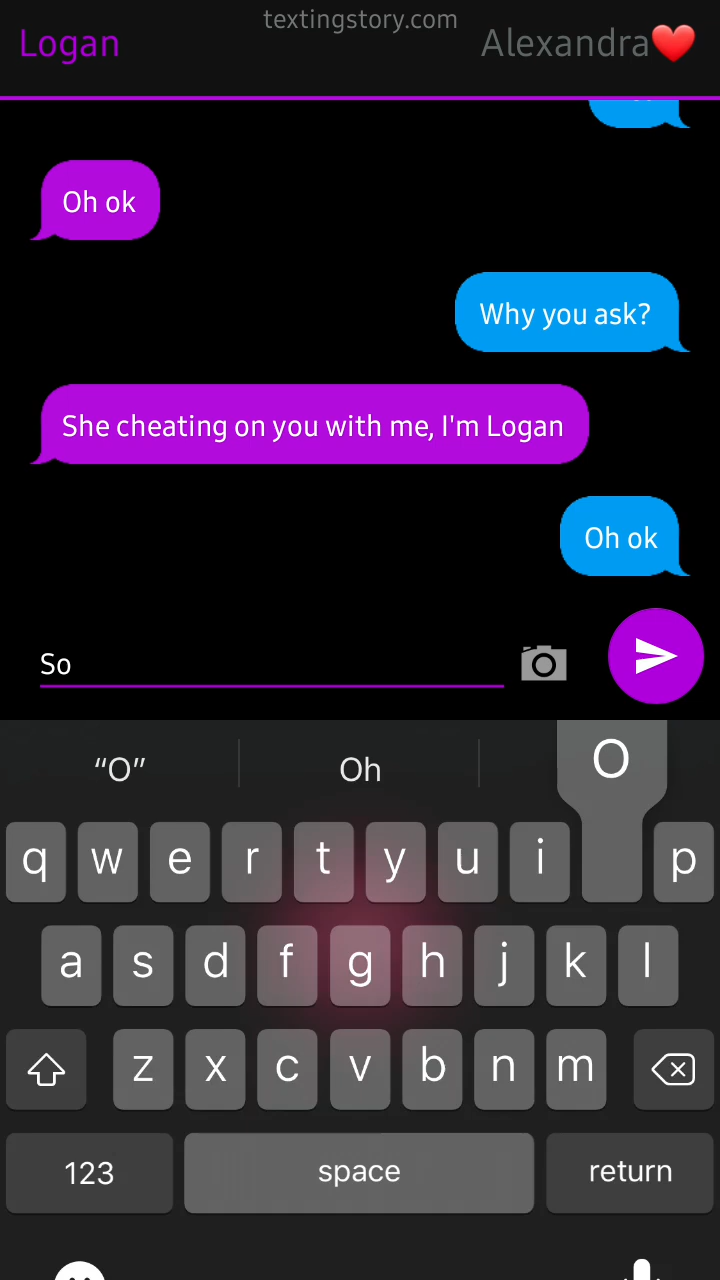 textingstory.com
Logan
Alexandra❤️
Oh ok
Why you ask?
She cheating on you with me, I'm Logan
Oh ok
So
“O”
Oh
O
q w e r t y u i p
a s d f g h j k l
z x c v b n m
123
space
return